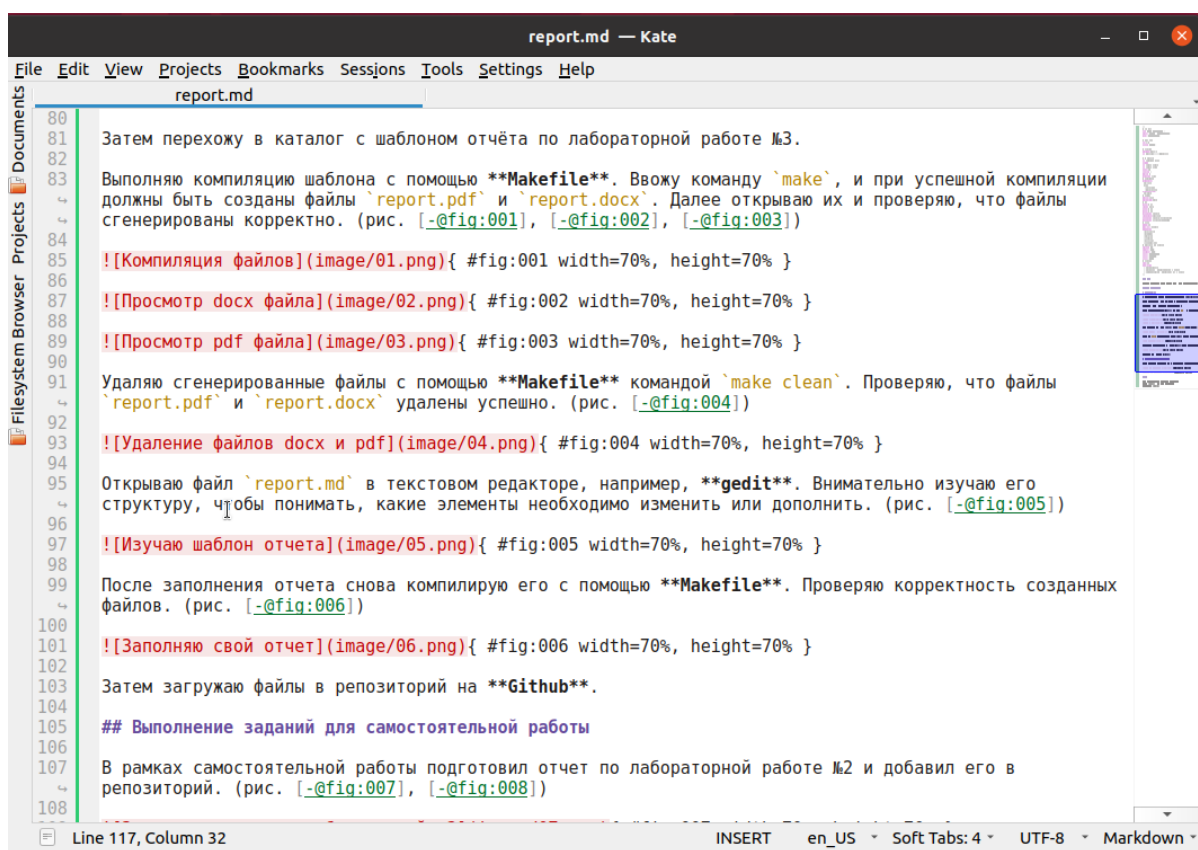 report.md — Kate
File Edit View Projects Bookmarks Sessions Tools Settings Help
report.md
Documents
Projects
Filesystem Browser
80
81 Затем перехожу в каталог с шаблоном отчёта по лабораторной работе №3.
82
83 Выполняю компиляцию шаблона с помощью **Makefile**. Ввожу команду `make`, и при успешной компиляции
должны быть созданы файлы `report.pdf` и `report.docx`. Далее открываю их и проверяю, что файлы
сгенерированы корректно. (рис. [-@fig:001], [-@fig:002], [-@fig:003])
84
85 ![Компиляция файлов](image/01.png){ #fig:001 width=70%, height=70% }
86
87 ![Просмотр docx файла](image/02.png){ #fig:002 width=70%, height=70% }
88
89 ![Просмотр pdf файла](image/03.png){ #fig:003 width=70%, height=70% }
90
91 Удаляю сгенерированные файлы с помощью **Makefile** командой `make clean`. Проверяю, что файлы
`report.pdf` и `report.docx` удалены успешно. (рис. [-@fig:004])
92
93 ![Удаление файлов docx и pdf](image/04.png){ #fig:004 width=70%, height=70% }
94
95 Открываю файл `report.md` в текстовом редакторе, например, **gedit**. Внимательно изучаю его
структуру, чтобы понимать, какие элементы необходимо изменить или дополнить. (рис. [-@fig:005])
96
97 ![Изучаю шаблон отчета](image/05.png){ #fig:005 width=70%, height=70% }
98
99 После заполнения отчета снова компилирую его с помощью **Makefile**. Проверяю корректность созданных
файлов. (рис. [-@fig:006])
100
101 ![Заполняю свой отчет](image/06.png){ #fig:006 width=70%, height=70% }
102
103 Затем загружаю файлы в репозиторий на **Github**.
104
105 ## Выполнение заданий для самостоятельной работы
106
107 В рамках самостоятельной работы подготовил отчет по лабораторной работе №2 и добавил его в
репозиторий. (рис. [-@fig:007], [-@fig:008])
108
Line 117, Column 32 INSERT en_US Soft Tabs: 4 UTF-8 Markdown